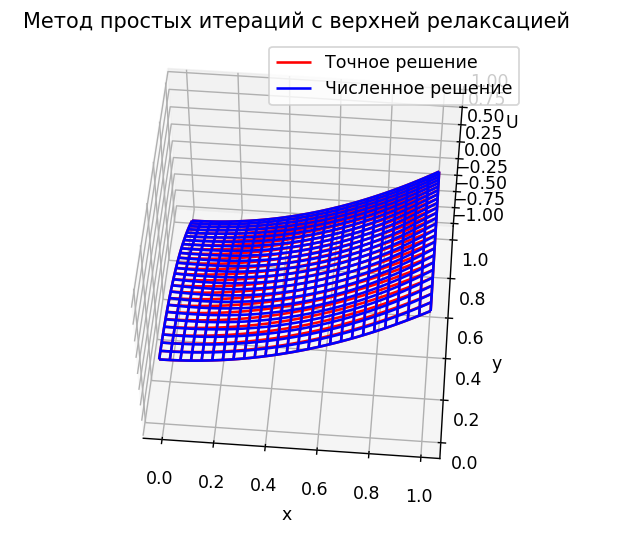 Метод простых итераций с верхней релаксацией
Точное решение
Численное решение
1.00
0.75
0.50
U
0.25
0.00
−0.25
−0.50
−0.75
−1.00
1.0
0.8
0.6
y
0.4
0.2
0.0
0.0 0.2 0.4 0.6 0.8 1.0
x